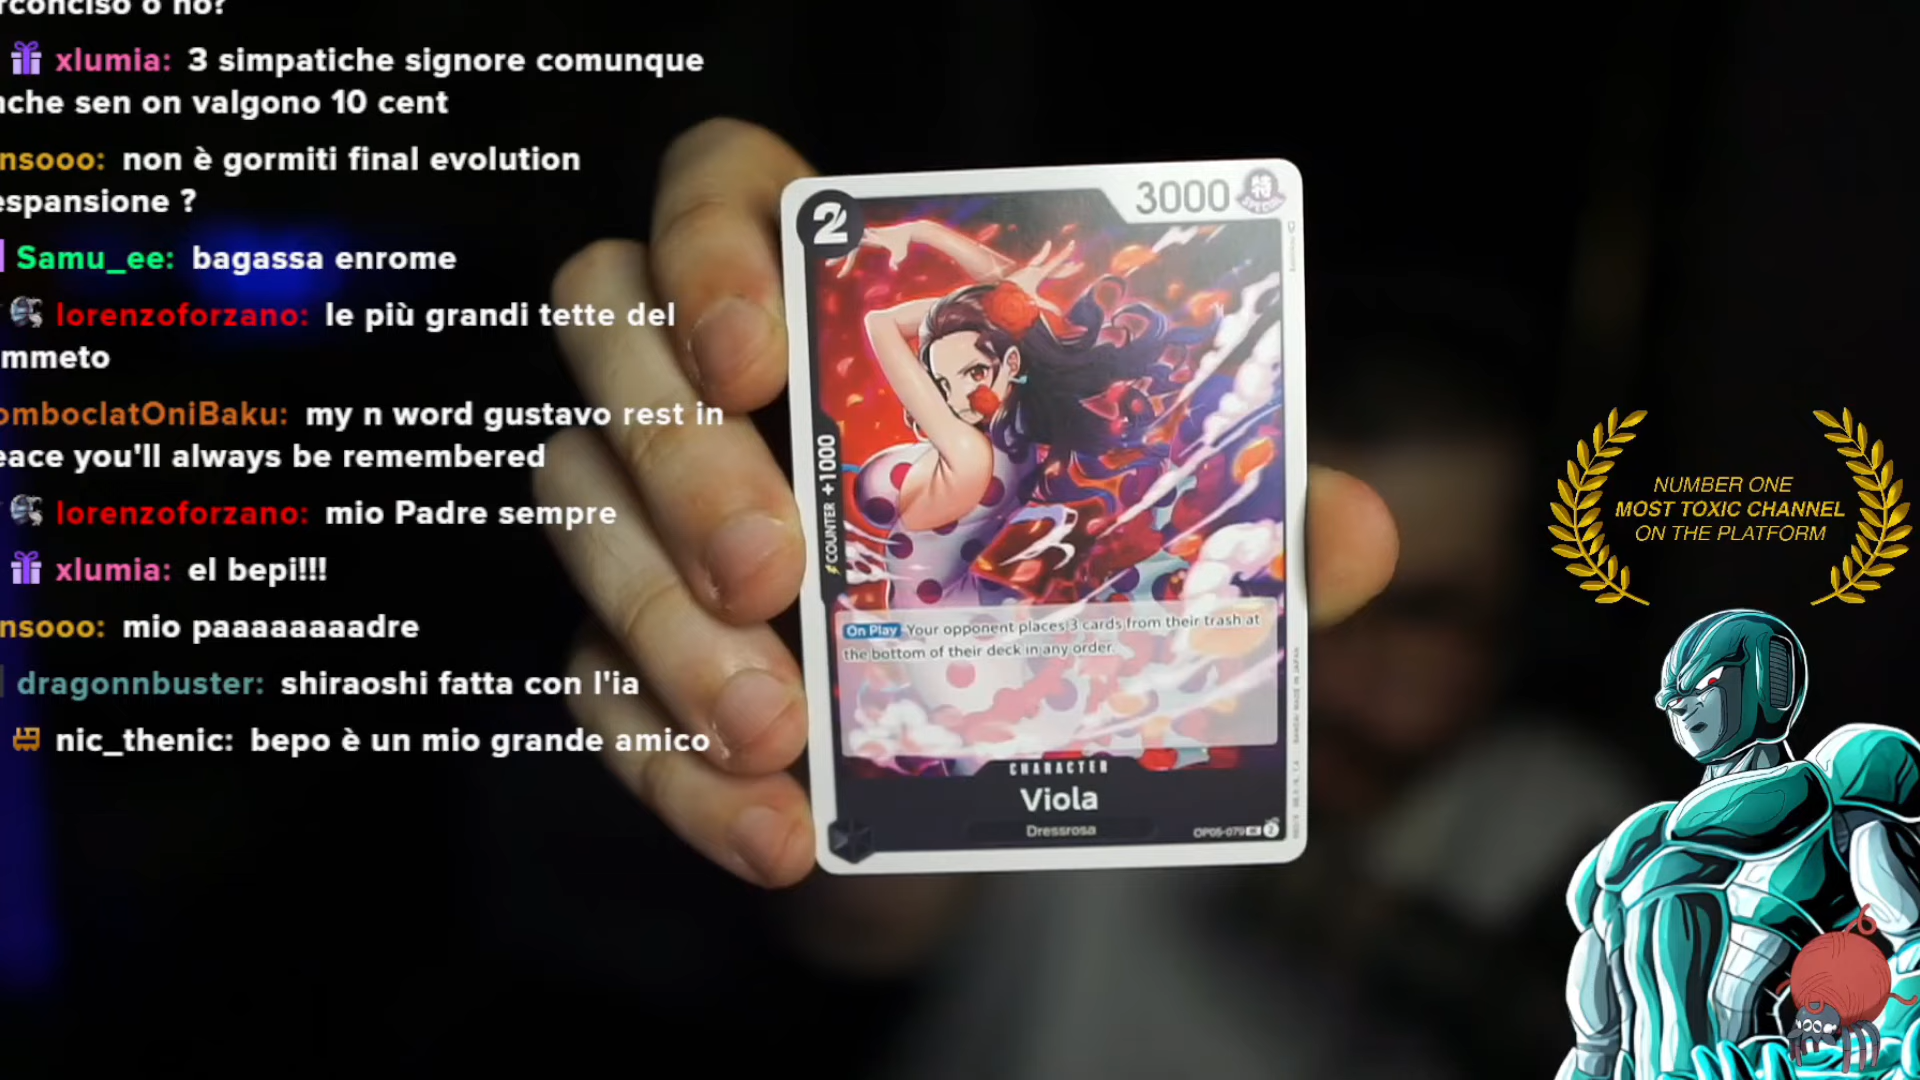 rconciso o no?
xlumia: 3 simpatiche signore comunque
nche sen on valgono 10 cent
nsooo: non è gormiti final evolution
espansione ?
Samu_ee: bagassa enrome
lorenzoforzano: le più grandi tette del
mmeto
omboclatOniBaku: my n word gustavo rest in
eace you'll always be remembered
lorenzoforzano: mio Padre sempre
xlumia: el bepi!!!
nsooo: mio paaaaaaaadre
dragonnbuster: shiraoshi fatta con l'ia
nic_thenic: bepo è un mio grande amico
2
3000
特
SPECIAL
COUNTER +1000
On Play Your opponent places 3 cards from their trash at
the bottom of their deck in any order.
CHARACTER
Viola
Dressrosa
OP05-079
NUMBER ONE
MOST TOXIC CHANNEL
ON THE PLATFORM